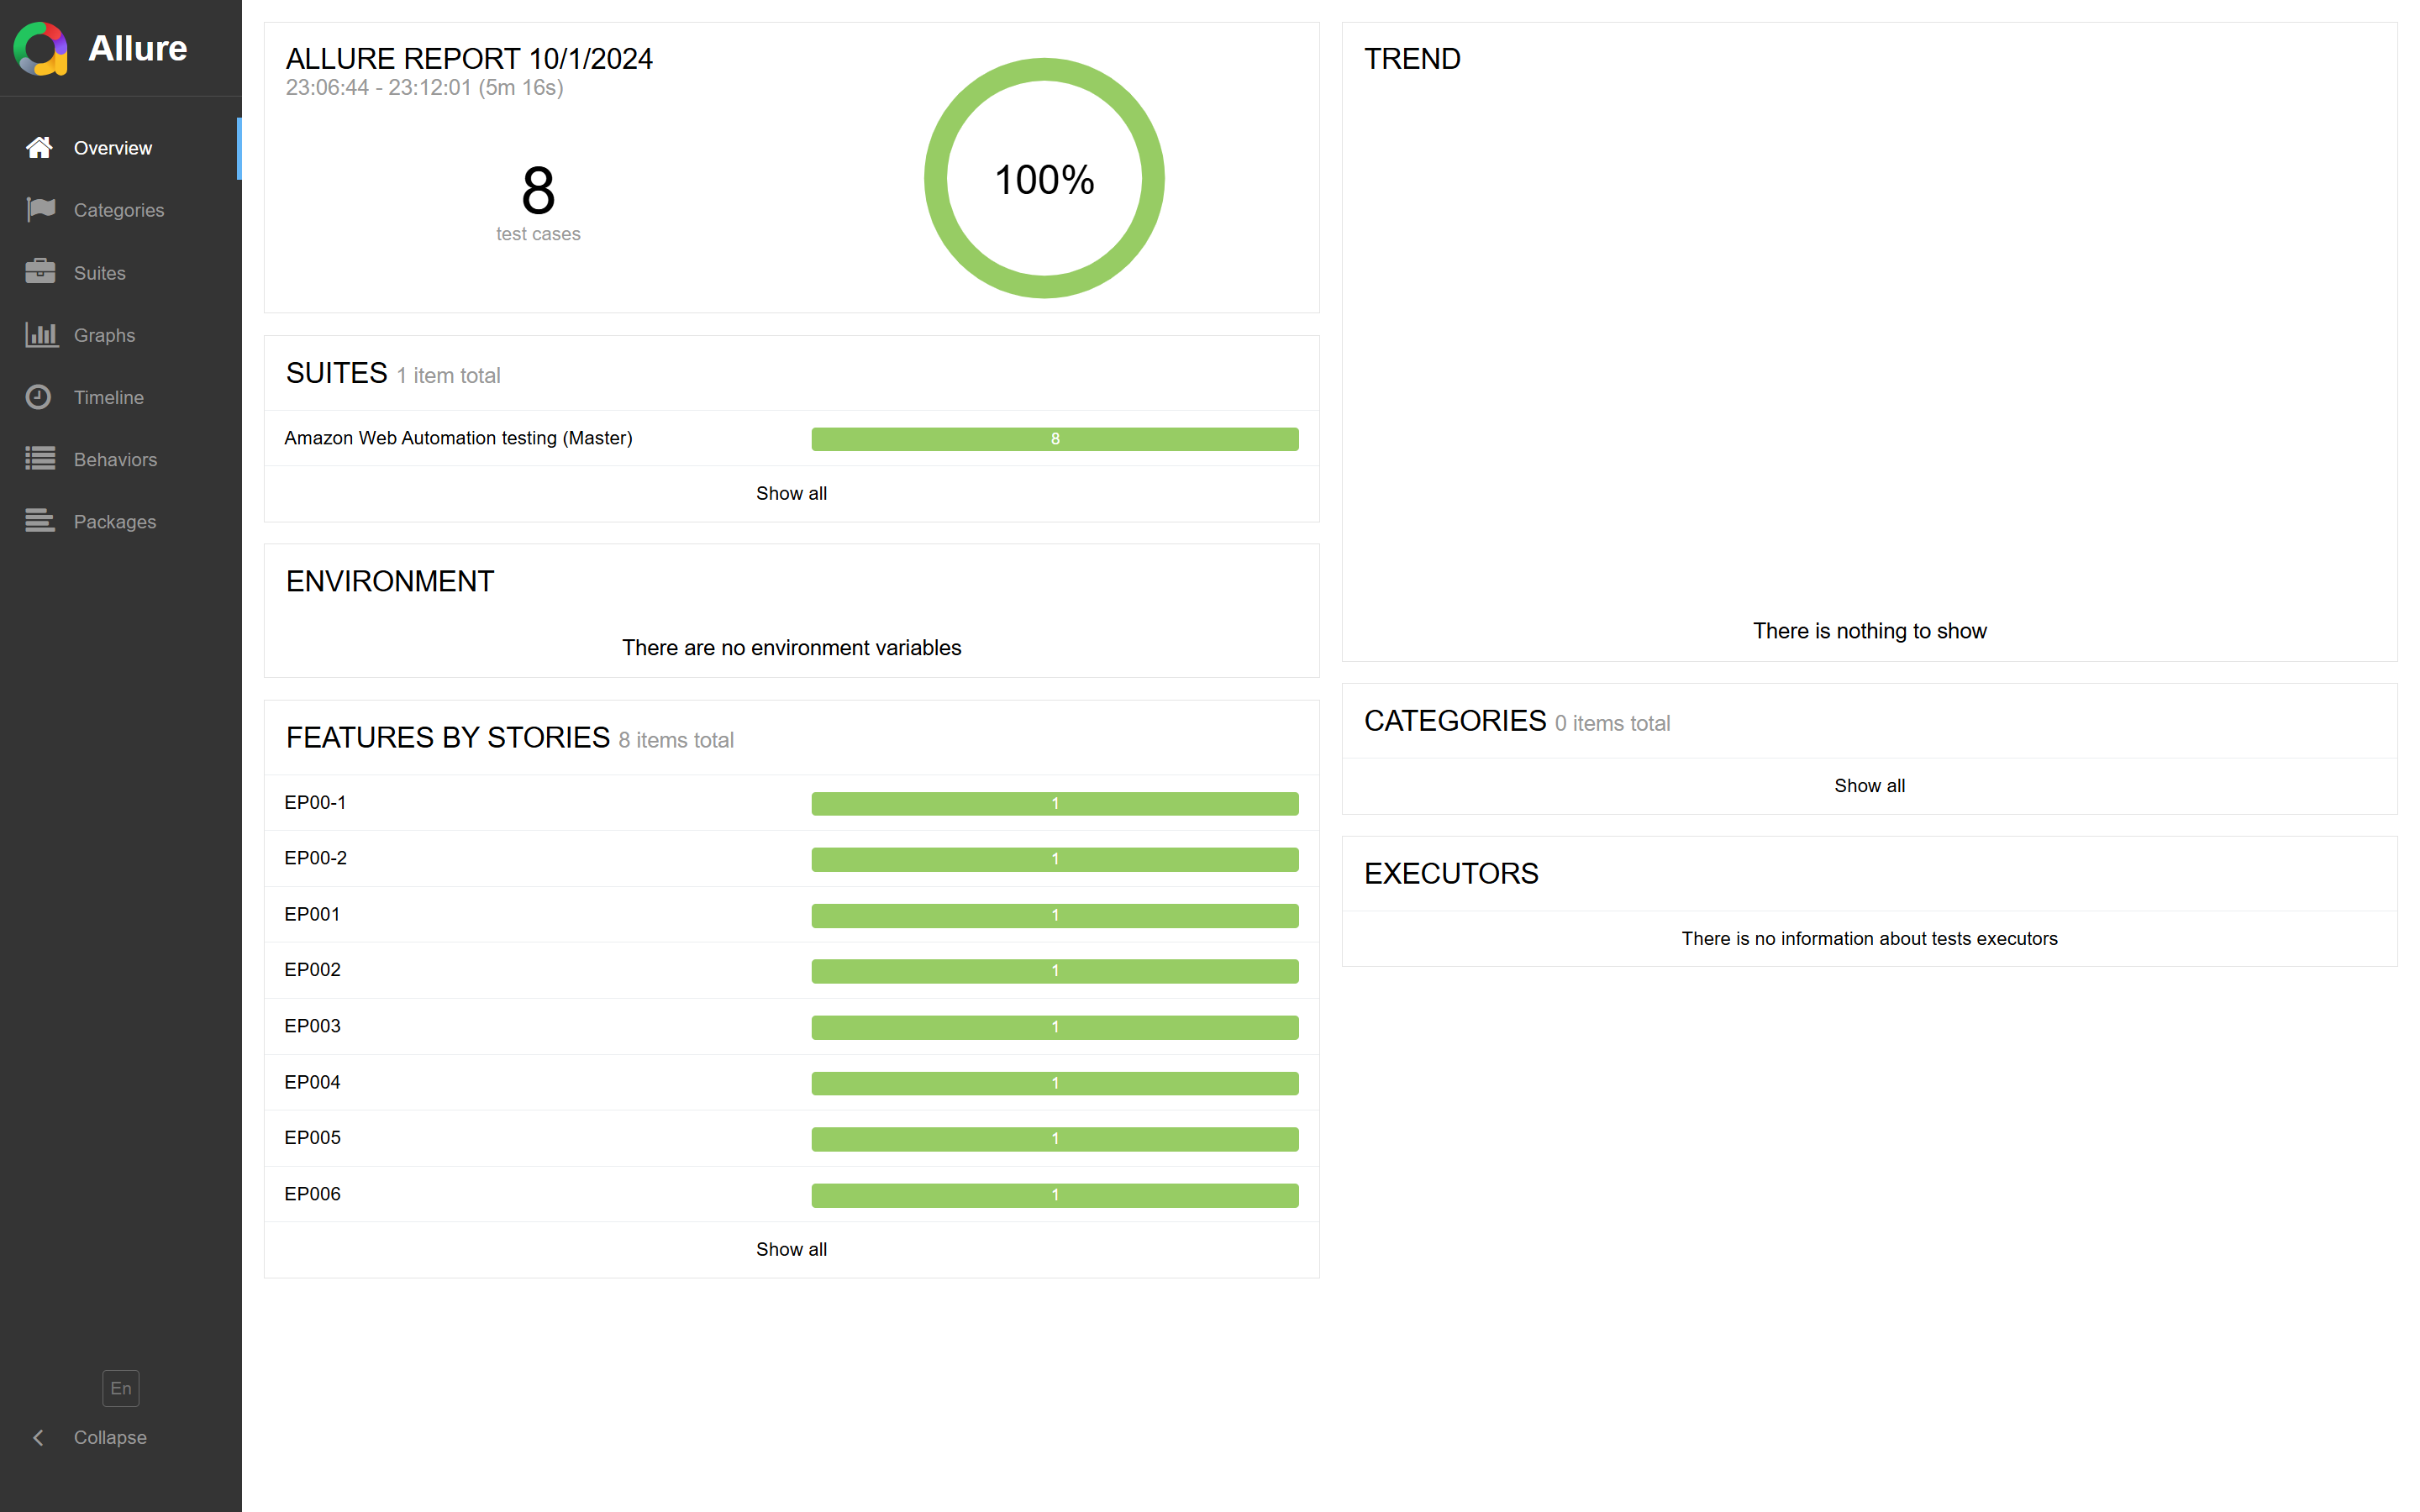 Allure
Overview
Categories
Suites
Graphs
Timeline
Behaviors
Packages
En
Collapse
ALLURE REPORT 10/1/2024
23:06:44 - 23:12:01 (5m 16s)
8
test cases
100%
SUITES 1 item total
Amazon Web Automation testing (Master) 8
Show all
ENVIRONMENT
There are no environment variables
FEATURES BY STORIES 8 items total
EP00-1 1
EP00-2 1
EP001 1
EP002 1
EP003 1
EP004 1
EP005 1
EP006 1
Show all
TREND
There is nothing to show
CATEGORIES 0 items total
Show all
EXECUTORS
There is no information about tests executors